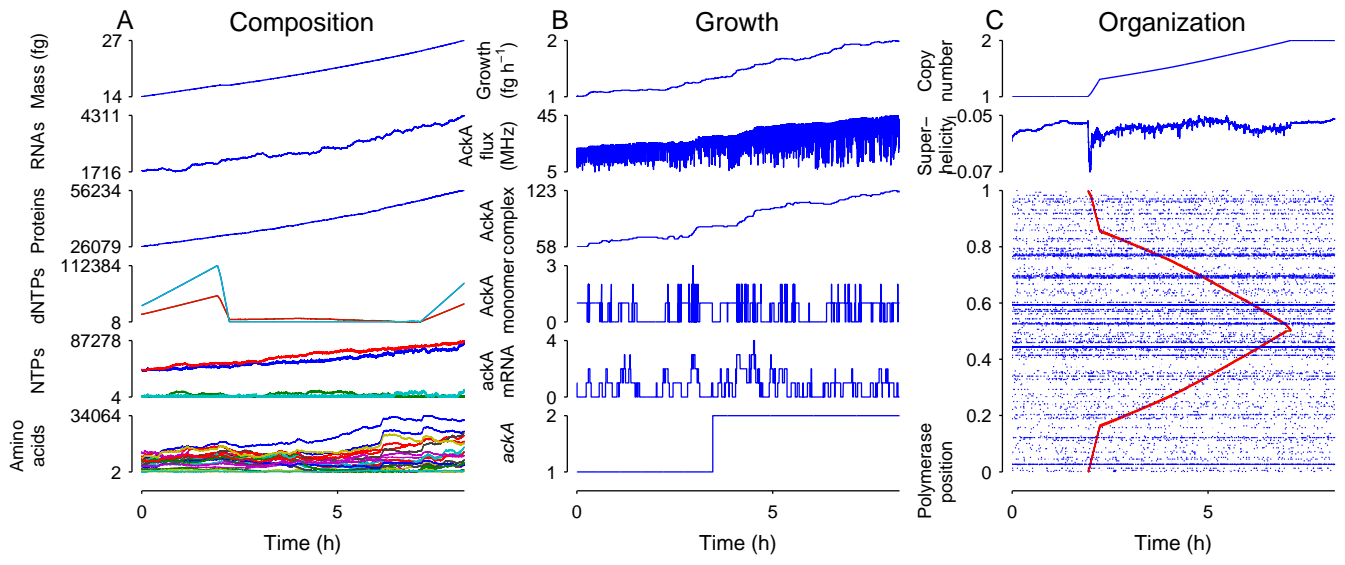 A
Composition
Mass (fg)
27
14
RNAs
4311
1716
Proteins
56234
26079
dNTPs
112384
8
NTPs
87278
4
Amino
acids
34064
2
0
5
Time (h)
B
Growth
Growth
(fg h⁻¹)
2
1
AckA
flux
(MHz)
45
5
AckA
complex
123
58
AckA
monomer
3
0
ackA
mRNA
4
0
ackA
2
1
0
5
Time (h)
C
Organization
Copy
number
2
1
Super−
helicity
−0.05
−0.07
Polymerase
position
1
0.8
0.6
0.4
0.2
0
0
5
Time (h)